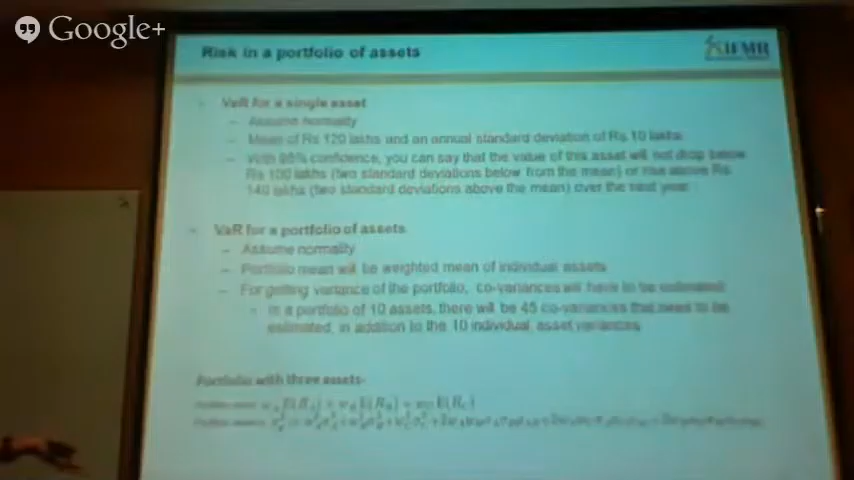 Google+
Risk in a portfolio of assets
IFMR
VaR for a single asset
– Assume normality
– Mean of Rs 120 lakhs and an annual standard deviation of Rs 10 lakhs
– With 95% confidence, you can say that the value of this asset will not drop below
Rs 100 lakhs (two standard deviations below from the mean) or rise above Rs
140 lakhs (two standard deviations above the mean) over the next year
VaR for a portfolio of assets
– Assume normality
– Portfolio mean will be weighted mean of individual assets
– For getting variance of the portfolio, co-variances will have to be estimated
In a portfolio of 10 assets, there will be 45 co-variances that need to be
estimated, in addition to the 10 individual asset variances
Portfolio with three assets-